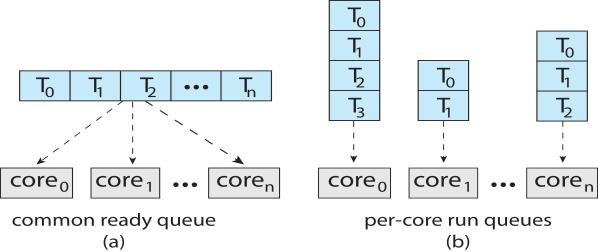 T0 T1 T2 ••• Tn
core0 core1 ••• coren
common ready queue
(a)
T0
T1
T2
T3
T0
T1
T0
T1
T2
core0 core1 ••• coren
per-core run queues
(b)